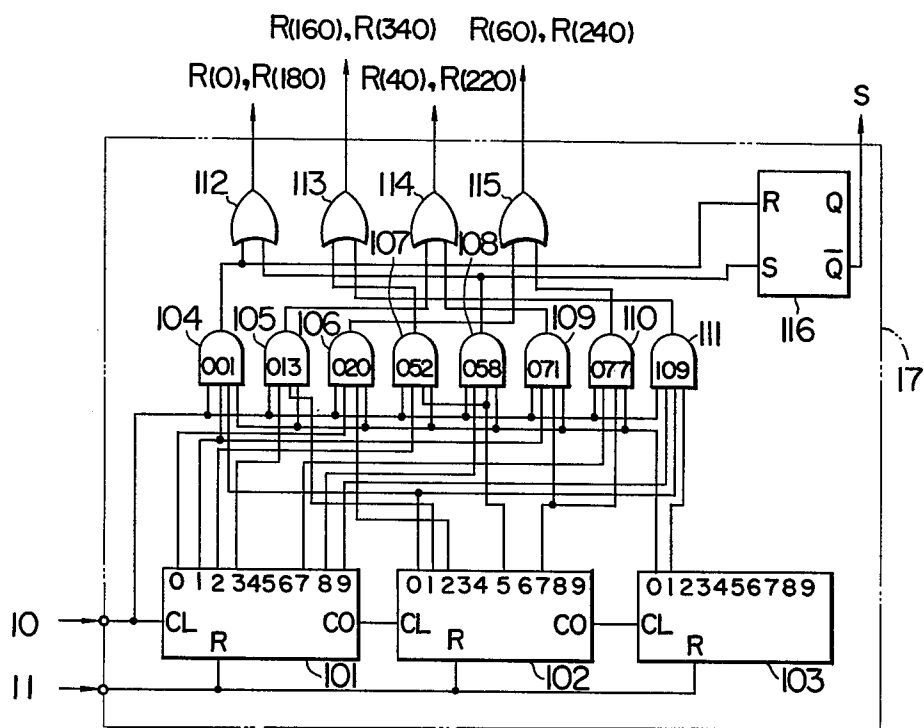 R(160),R(340) R(60),R(240)
R(0),R(180) R(40),R(220)
S
112 113 114 115
R Q
107 108
S Q̅
104 105 106 109 110 111 116
001 013 020 052 058 071 077 109
17
0 1 2 3 4 5 6 7 8 9 0 1 2 3 4 5 6 7 8 9 0 1 2 3 4 5 6 7 8 9
10 CL CO CL CO CL
R R R
11 101 102 103